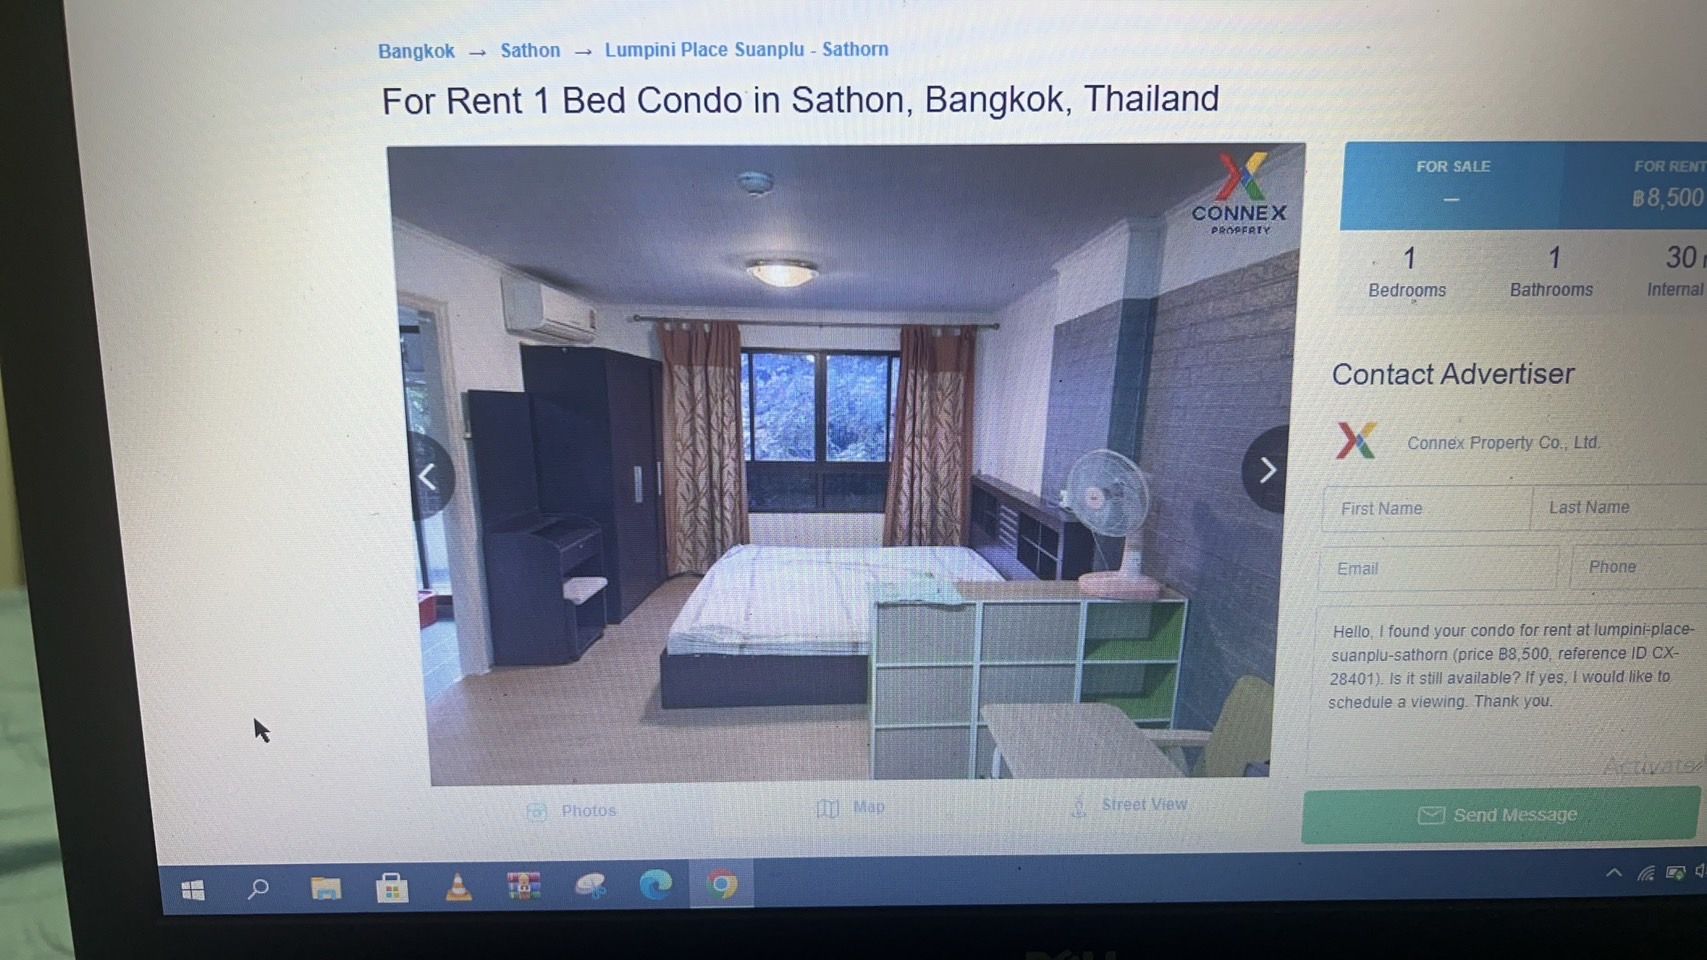 Bangkok → Sathon → Lumpini Place Suanplu - Sathorn
For Rent 1 Bed Condo in Sathon, Bangkok, Thailand
CONNEX
PROPERTY
FOR SALE
–
FOR RENT
฿8,500
1
Bedrooms
1
Bathrooms
30
Internal
Contact Advertiser
Connex Property Co., Ltd.
First Name
Last Name
Email
Phone
Hello, I found your condo for rent at lumpini-place-
suanplu-sathorn (price ฿8,500, reference ID CX-
28401). Is it still available? If yes, I would like to
schedule a viewing. Thank you.
Activate
Send Message
Photos
Map
Street View